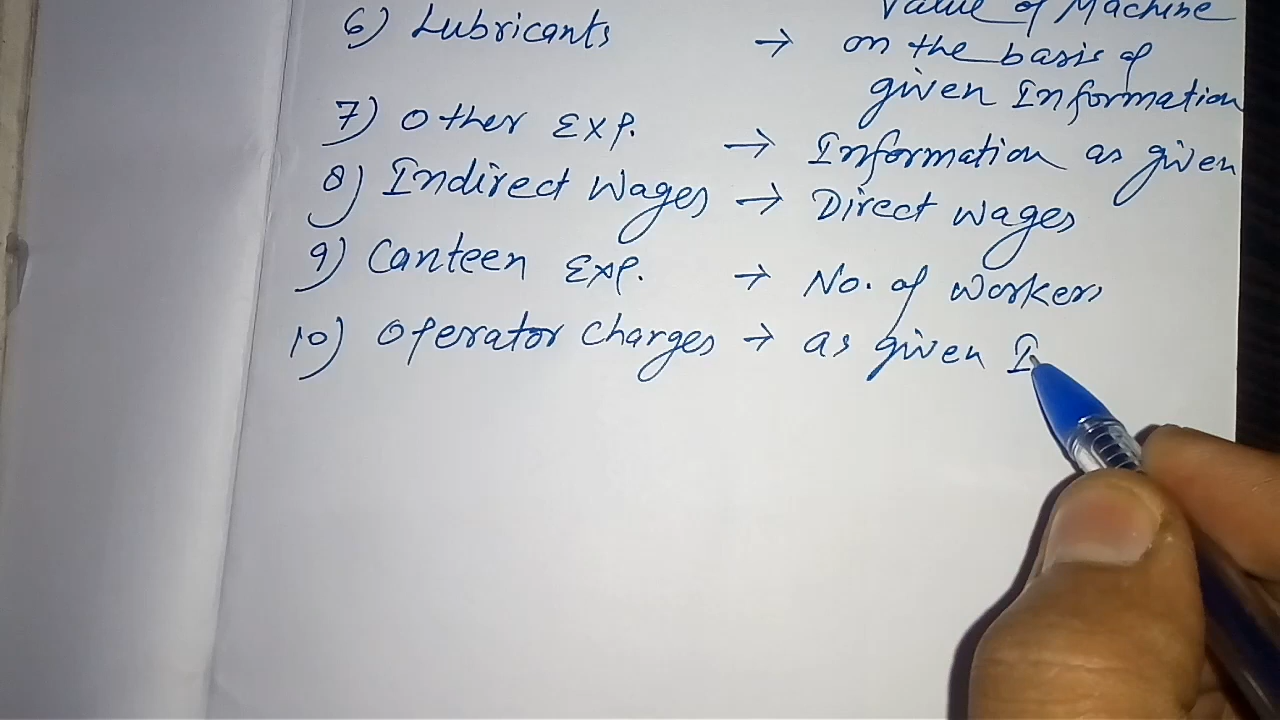 Value of Machine
6) Lubricants → on the basis of
given Information
7) Other Exp. → Information as given
8) Indirect Wages → Direct wages
9) Canteen Exp. → No. of workers
10) Operator Charges → as given I